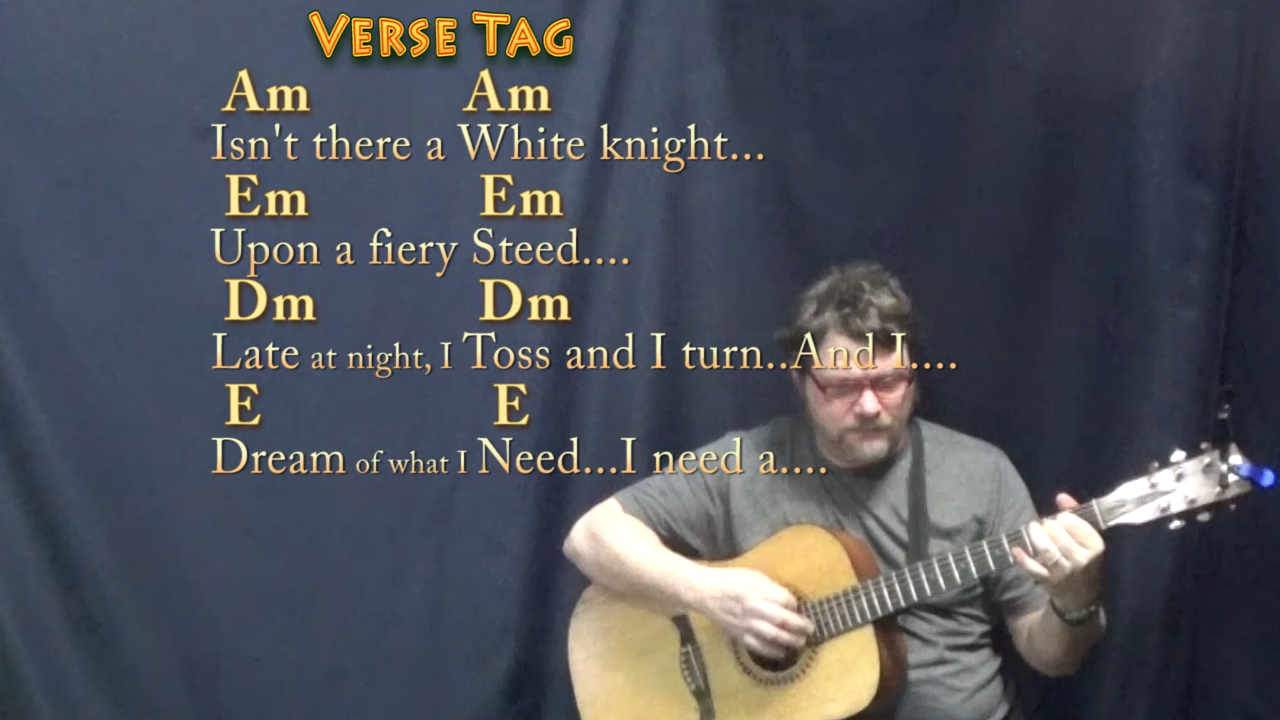 VERSE TAG
Am Am
Isn't there a White knight...
Em Em
Upon a fiery Steed....
Dm Dm
Late at night, I Toss and I turn..And I....
E E
Dream of what I Need...I need a....